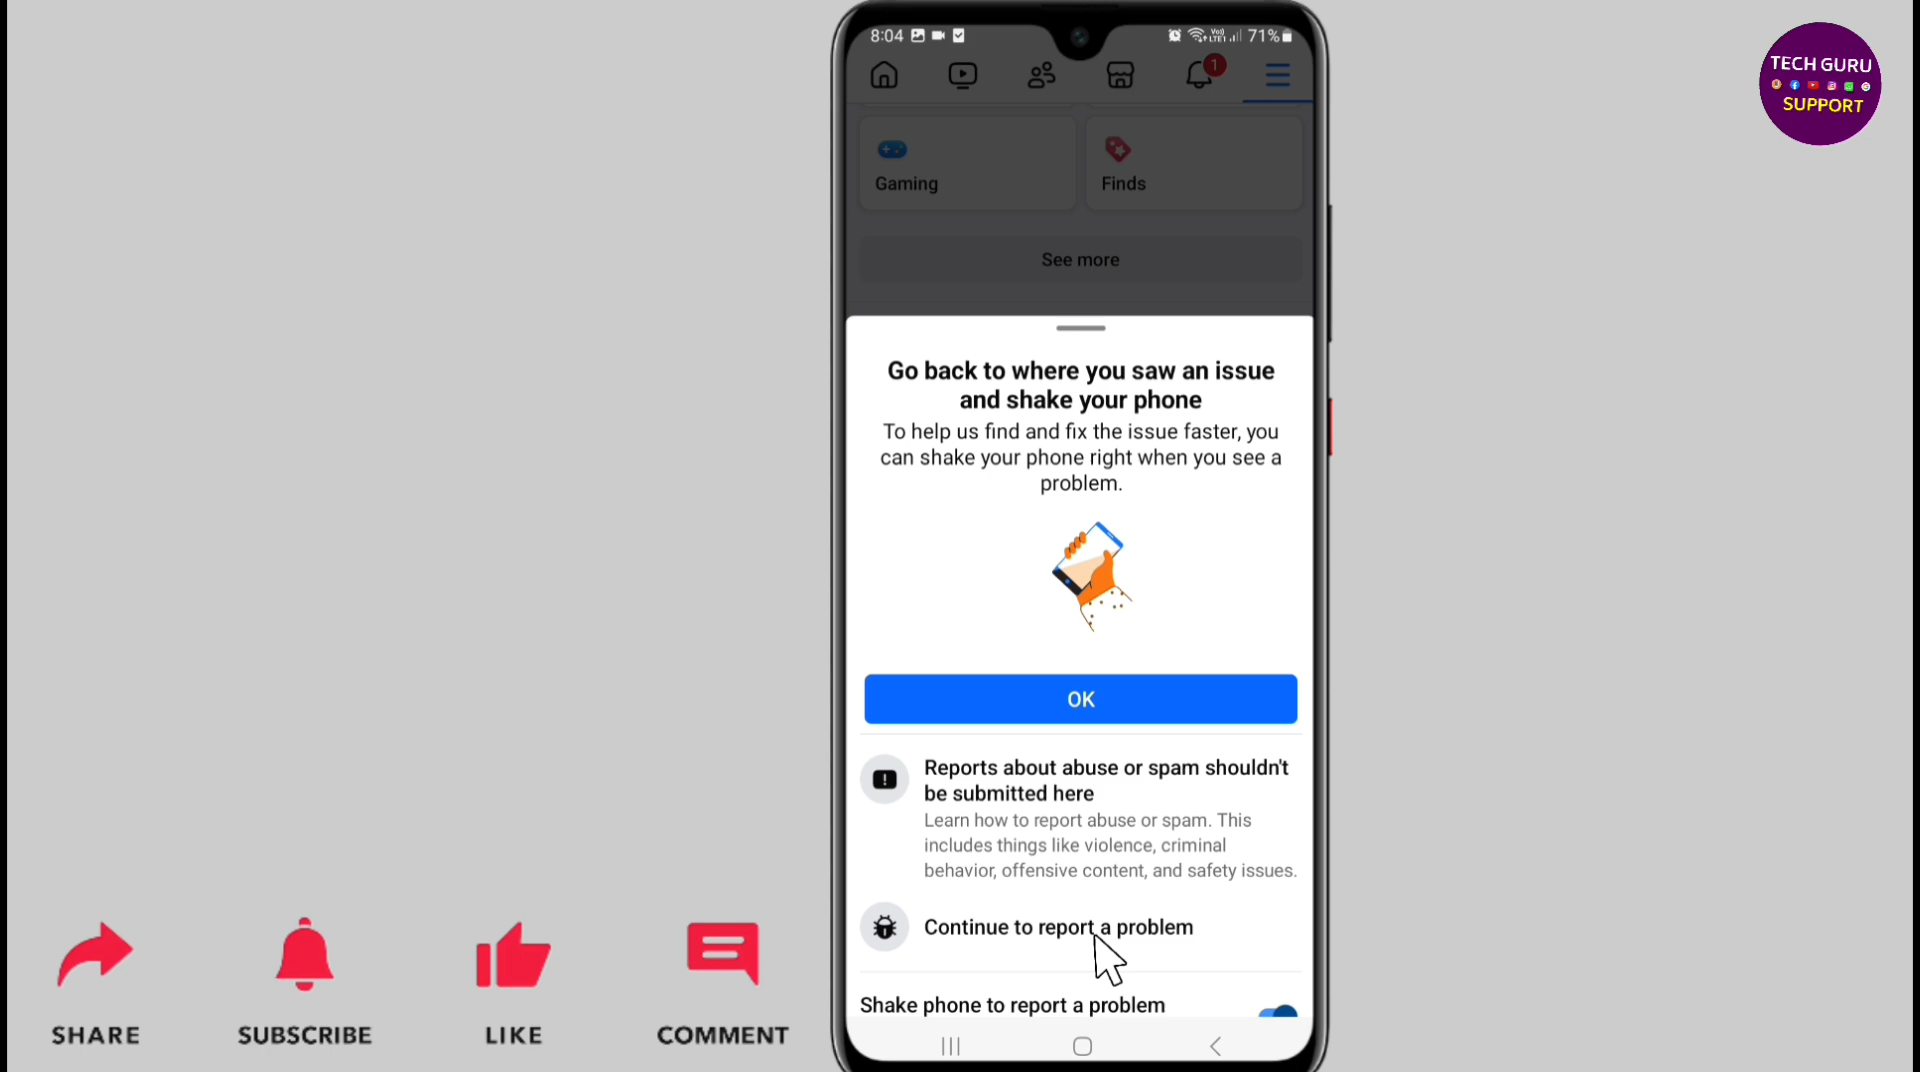 8:04
71%
1
TECH GURU
SUPPORT
Gaming
Finds
See more
Go back to where you saw an issue
and shake your phone
To help us find and fix the issue faster, you
can shake your phone right when you see a
problem.
OK
Reports about abuse or spam shouldn't
be submitted here
Learn how to report abuse or spam. This
includes things like violence, criminal
behavior, offensive content, and safety issues.
Continue to report a problem
Shake phone to report a problem
SHARE
SUBSCRIBE
LIKE
COMMENT